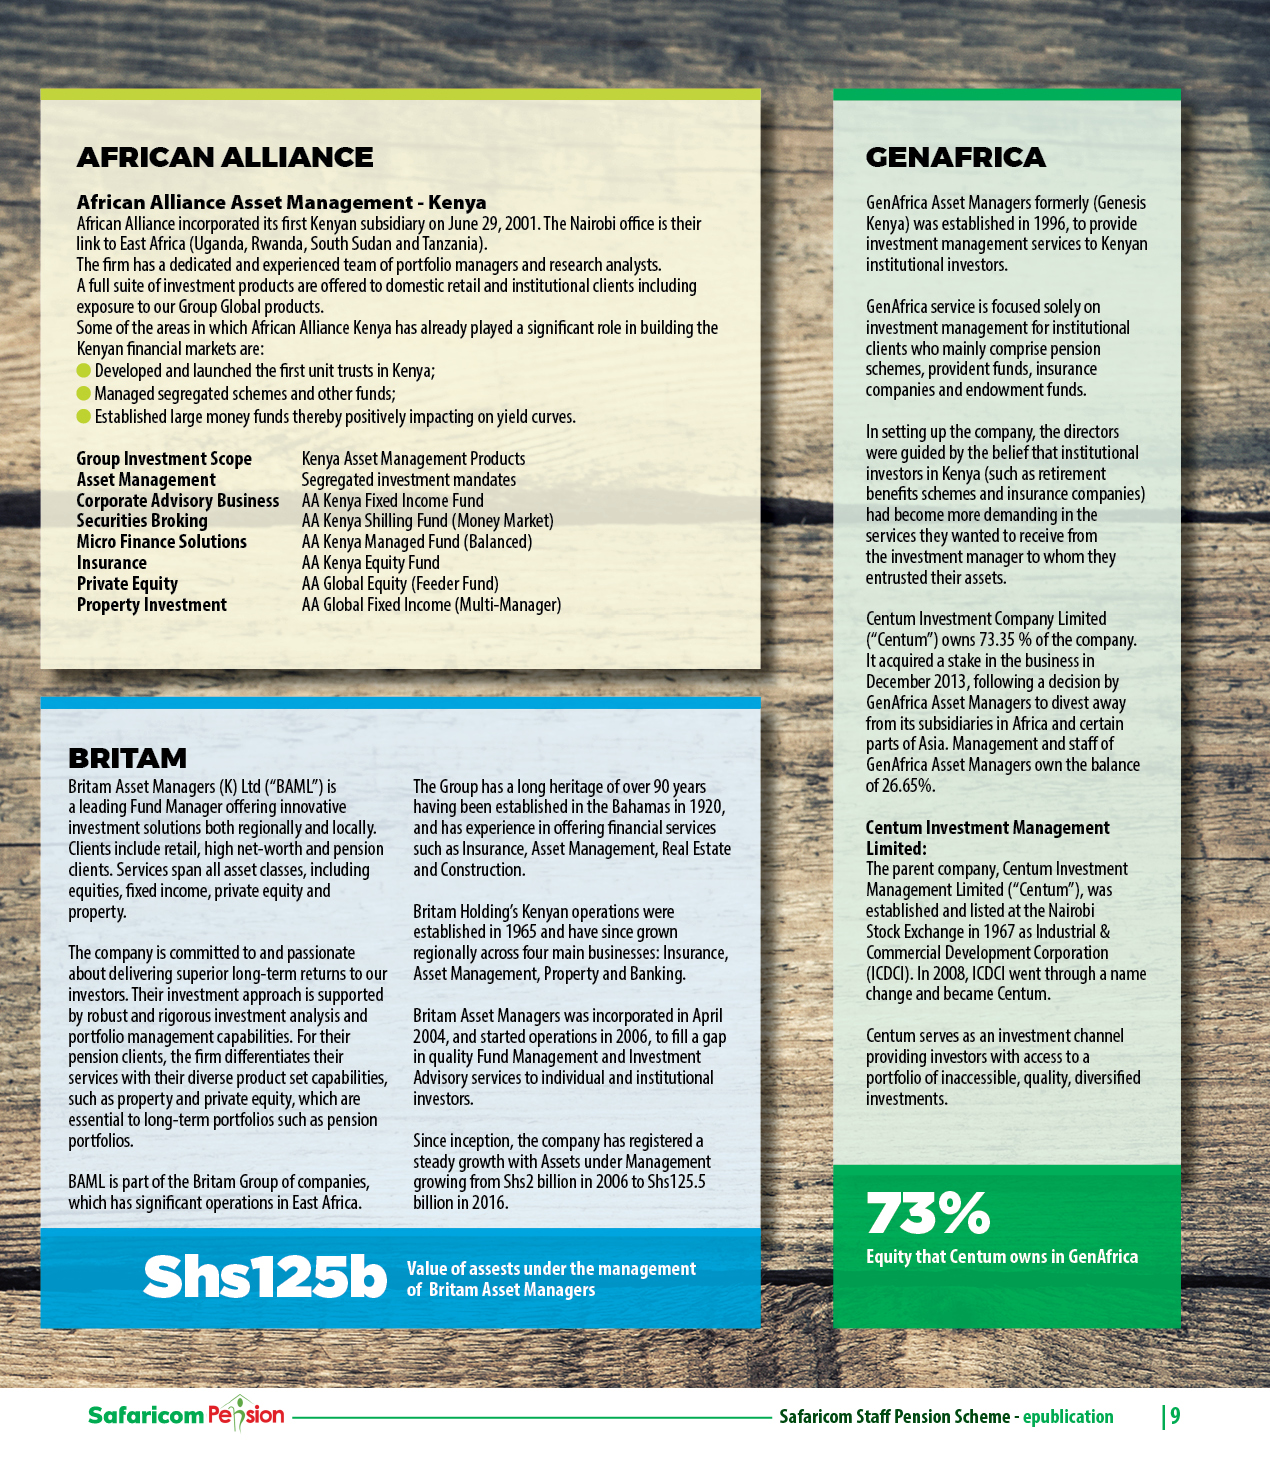 AFRICAN ALLIANCE
African Alliance Asset Management - Kenya
African Alliance incorporated its first Kenyan subsidiary on June 29, 2001. The Nairobi office is their
link to East Africa (Uganda, Rwanda, South Sudan and Tanzania).
The firm has a dedicated and experienced team of portfolio managers and research analysts.
A full suite of investment products are offered to domestic retail and institutional clients including
exposure to our Group Global products.
Some of the areas in which African Alliance Kenya has already played a significant role in building the
Kenyan financial markets are:
Developed and launched the first unit trusts in Kenya;
Managed segregated schemes and other funds;
Established large money funds thereby positively impacting on yield curves.
Group Investment Scope Kenya Asset Management Products
Asset Management Segregated investment mandates
Corporate Advisory Business AA Kenya Fixed Income Fund
Securities Broking AA Kenya Shilling Fund (Money Market)
Micro Finance Solutions AA Kenya Managed Fund (Balanced)
Insurance AA Kenya Equity Fund
Private Equity AA Global Equity (Feeder Fund)
Property Investment AA Global Fixed Income (Multi-Manager)
BRITAM
Britam Asset Managers (K) Ltd (“BAML”) is
a leading Fund Manager offering innovative
investment solutions both regionally and locally.
Clients include retail, high net-worth and pension
clients. Services span all asset classes, including
equities, fixed income, private equity and
property.
The company is committed to and passionate
about delivering superior long-term returns to our
investors. Their investment approach is supported
by robust and rigorous investment analysis and
portfolio management capabilities. For their
pension clients, the firm differentiates their
services with their diverse product set capabilities,
such as property and private equity, which are
essential to long-term portfolios such as pension
portfolios.
BAML is part of the Britam Group of companies,
which has significant operations in East Africa.
The Group has a long heritage of over 90 years
having been established in the Bahamas in 1920,
and has experience in offering financial services
such as Insurance, Asset Management, Real Estate
and Construction.
Britam Holding’s Kenyan operations were
established in 1965 and have since grown
regionally across four main businesses: Insurance,
Asset Management, Property and Banking.
Britam Asset Managers was incorporated in April
2004, and started operations in 2006, to fill a gap
in quality Fund Management and Investment
Advisory services to individual and institutional
investors.
Since inception, the company has registered a
steady growth with Assets under Management
growing from Shs2 billion in 2006 to Shs125.5
billion in 2016.
Shs125b
Value of assests under the management
of Britam Asset Managers
GENAFRICA
GenAfrica Asset Managers formerly (Genesis
Kenya) was established in 1996, to provide
investment management services to Kenyan
institutional investors.
GenAfrica service is focused solely on
investment management for institutional
clients who mainly comprise pension
schemes, provident funds, insurance
companies and endowment funds.
In setting up the company, the directors
were guided by the belief that institutional
investors in Kenya (such as retirement
benefits schemes and insurance companies)
had become more demanding in the
services they wanted to receive from
the investment manager to whom they
entrusted their assets.
Centum Investment Company Limited
(“Centum”) owns 73.35 % of the company.
It acquired a stake in the business in
December 2013, following a decision by
GenAfrica Asset Managers to divest away
from its subsidiaries in Africa and certain
parts of Asia. Management and staff of
GenAfrica Asset Managers own the balance
of 26.65%.
Centum Investment Management
Limited:
The parent company, Centum Investment
Management Limited (“Centum”), was
established and listed at the Nairobi
Stock Exchange in 1967 as Industrial &
Commercial Development Corporation
(ICDCI). In 2008, ICDCI went through a name
change and became Centum.
Centum serves as an investment channel
providing investors with access to a
portfolio of inaccessible, quality, diversified
investments.
73%
Equity that Centum owns in GenAfrica
Safaricom Pension
Safaricom Staff Pension Scheme - epublication
| 9